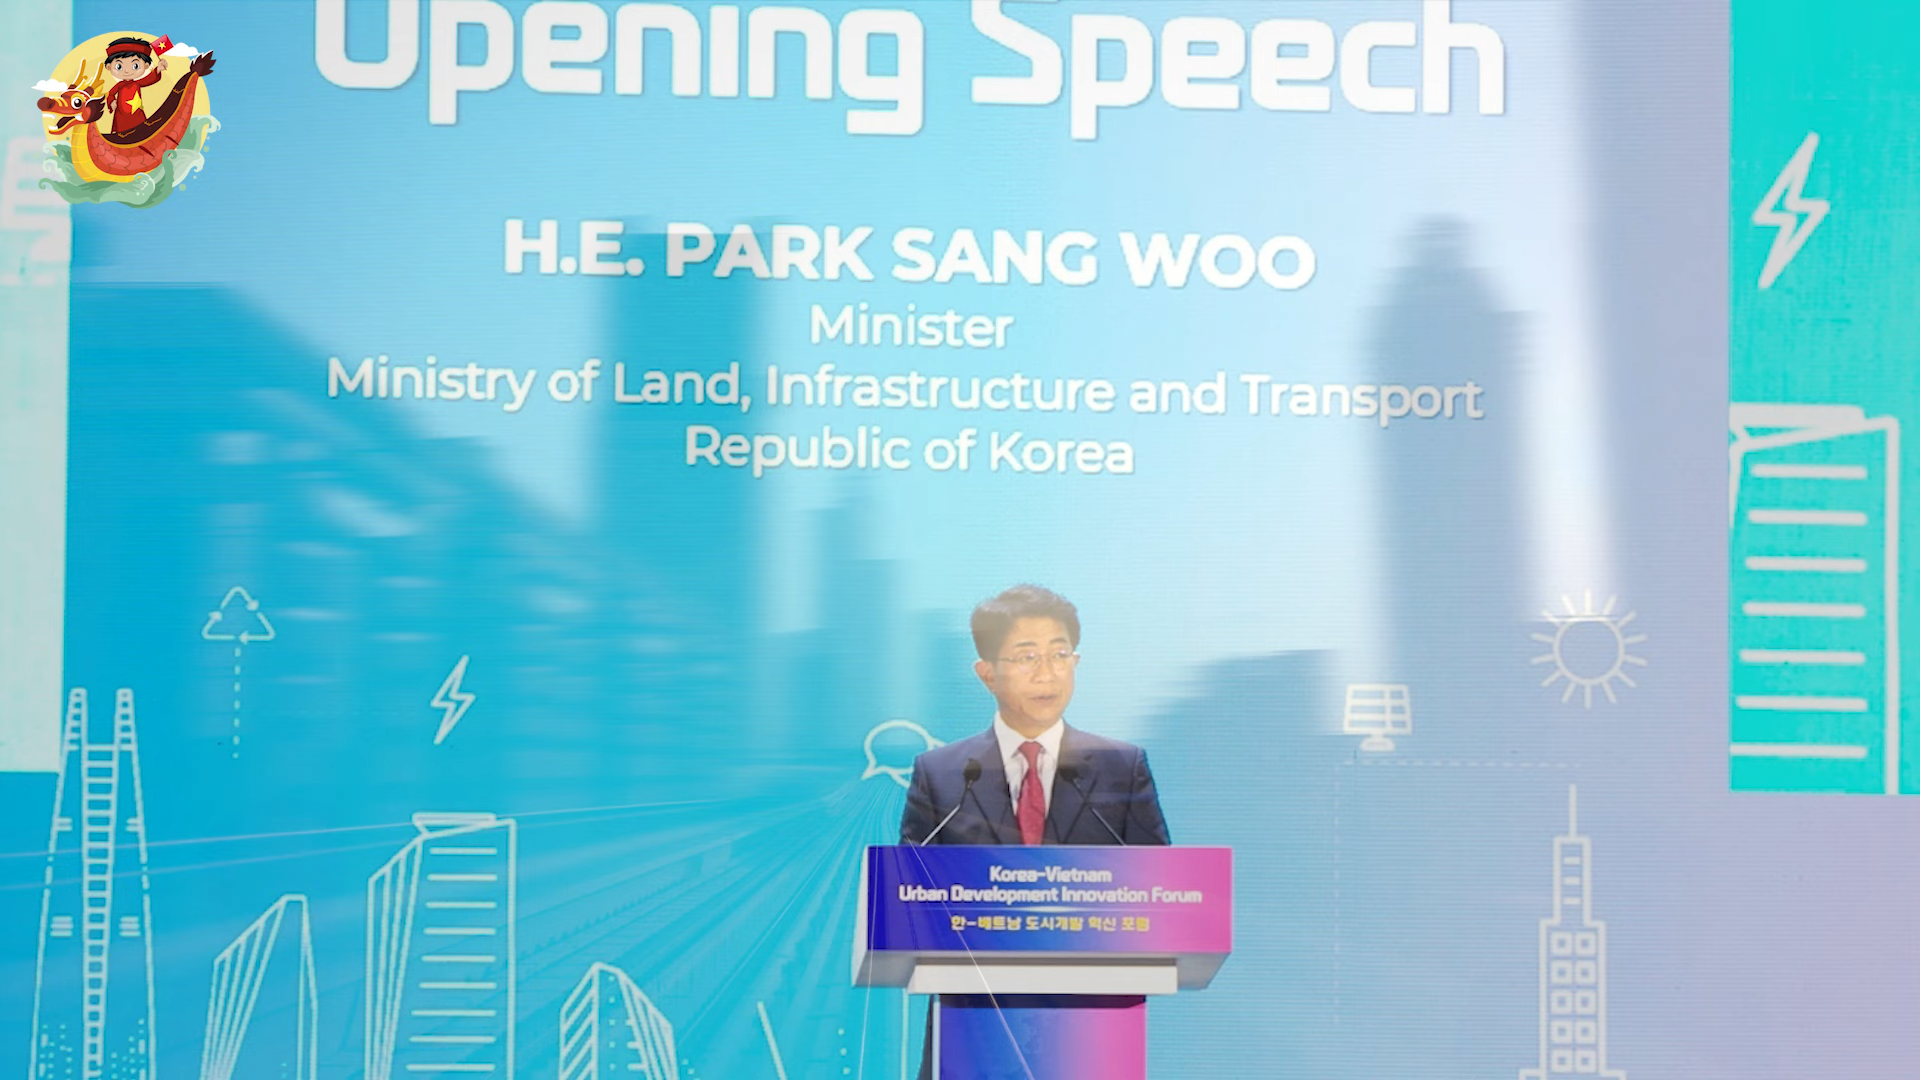 Opening Speech
H.E. PARK SANG WOO
Minister
Ministry of Land, Infrastructure and Transport
Republic of Korea
Korea-Vietnam
Urban Development Innovation Forum
한-베트남 도시개발 혁신 포럼